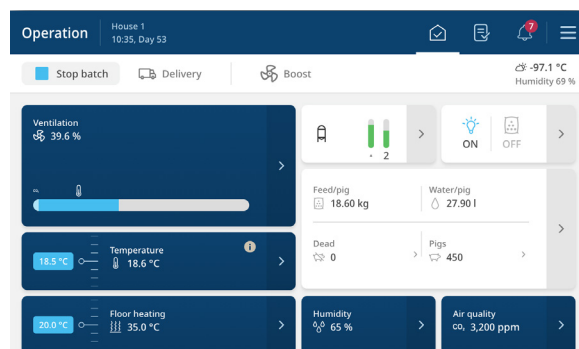 Operation
House 1
10:35, Day 53
7
Stop batch
Delivery
Boost
-97.1 °C
Humidity 69 %
Ventilation
39.6 %
- 2
ON
OFF
Feed/pig
18.60 kg
Water/pig
27.90 l
Dead
0
Pigs
450
18.5 °C
Temperature
18.6 °C
i
20.0 °C
Floor heating
35.0 °C
Humidity
65 %
Air quality
CO₂ 3,200 ppm